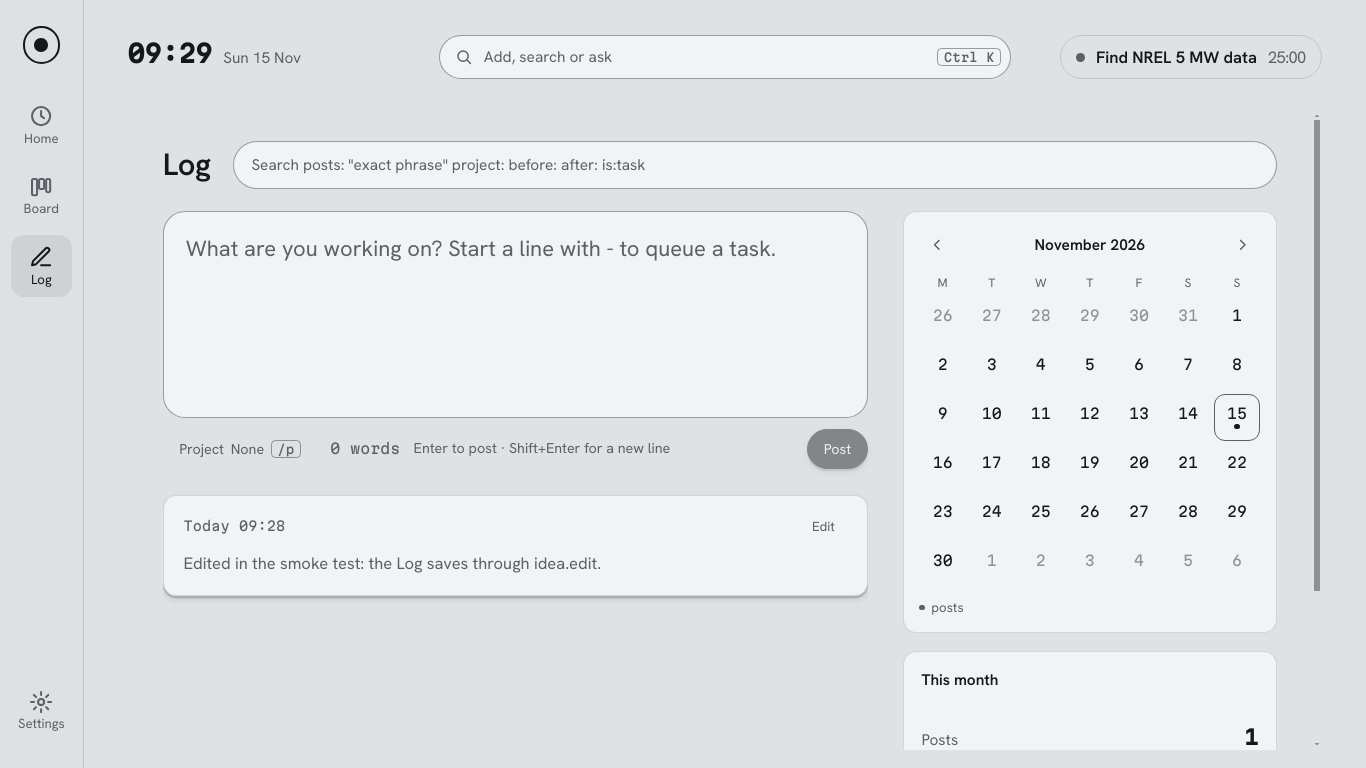 09:29 Sun 15 Nov
Add, search or ask
Ctrl K
Find NREL 5 MW data 25:00
Home
Board
Log
Settings
Log
Search posts: "exact phrase" project: before: after: is:task
What are you working on? Start a line with - to queue a task.
Project None /p 0 words Enter to post · Shift+Enter for a new line
Post
Today 09:28
Edit
Edited in the smoke test: the Log saves through idea.edit.
November 2026
M T W T F S S
26 27 28 29 30 31 1
2 3 4 5 6 7 8
9 10 11 12 13 14 15
16 17 18 19 20 21 22
23 24 25 26 27 28 29
30 1 2 3 4 5 6
posts
This month
Posts 1